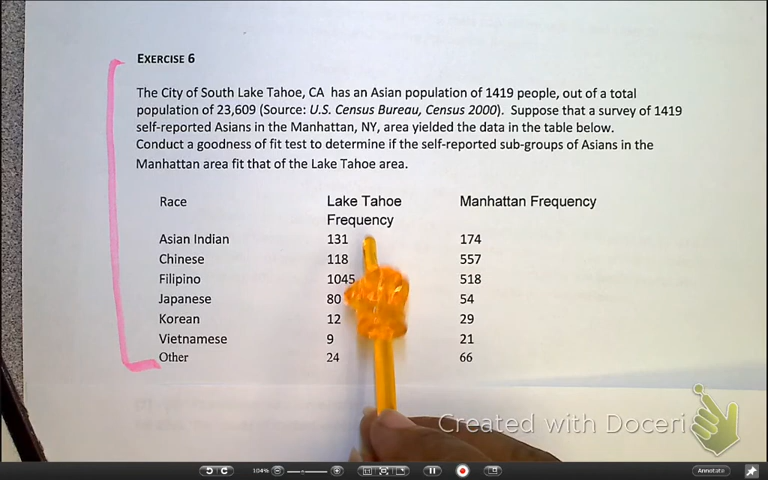 EXERCISE 6
The City of South Lake Tahoe, CA has an Asian population of 1419 people, out of a total
population of 23,609 (Source: U.S. Census Bureau, Census 2000). Suppose that a survey of 1419
self-reported Asians in the Manhattan, NY, area yielded the data in the table below.
Conduct a goodness of fit test to determine if the self-reported sub-groups of Asians in the
Manhattan area fit that of the Lake Tahoe area.
Race Lake Tahoe Frequency Manhattan Frequency
Asian Indian 131 174
Chinese 118 557
Filipino 1045 518
Japanese 80 54
Korean 12 29
Vietnamese 9 21
Other 24 66
Created with Doceri
104%
Annotate